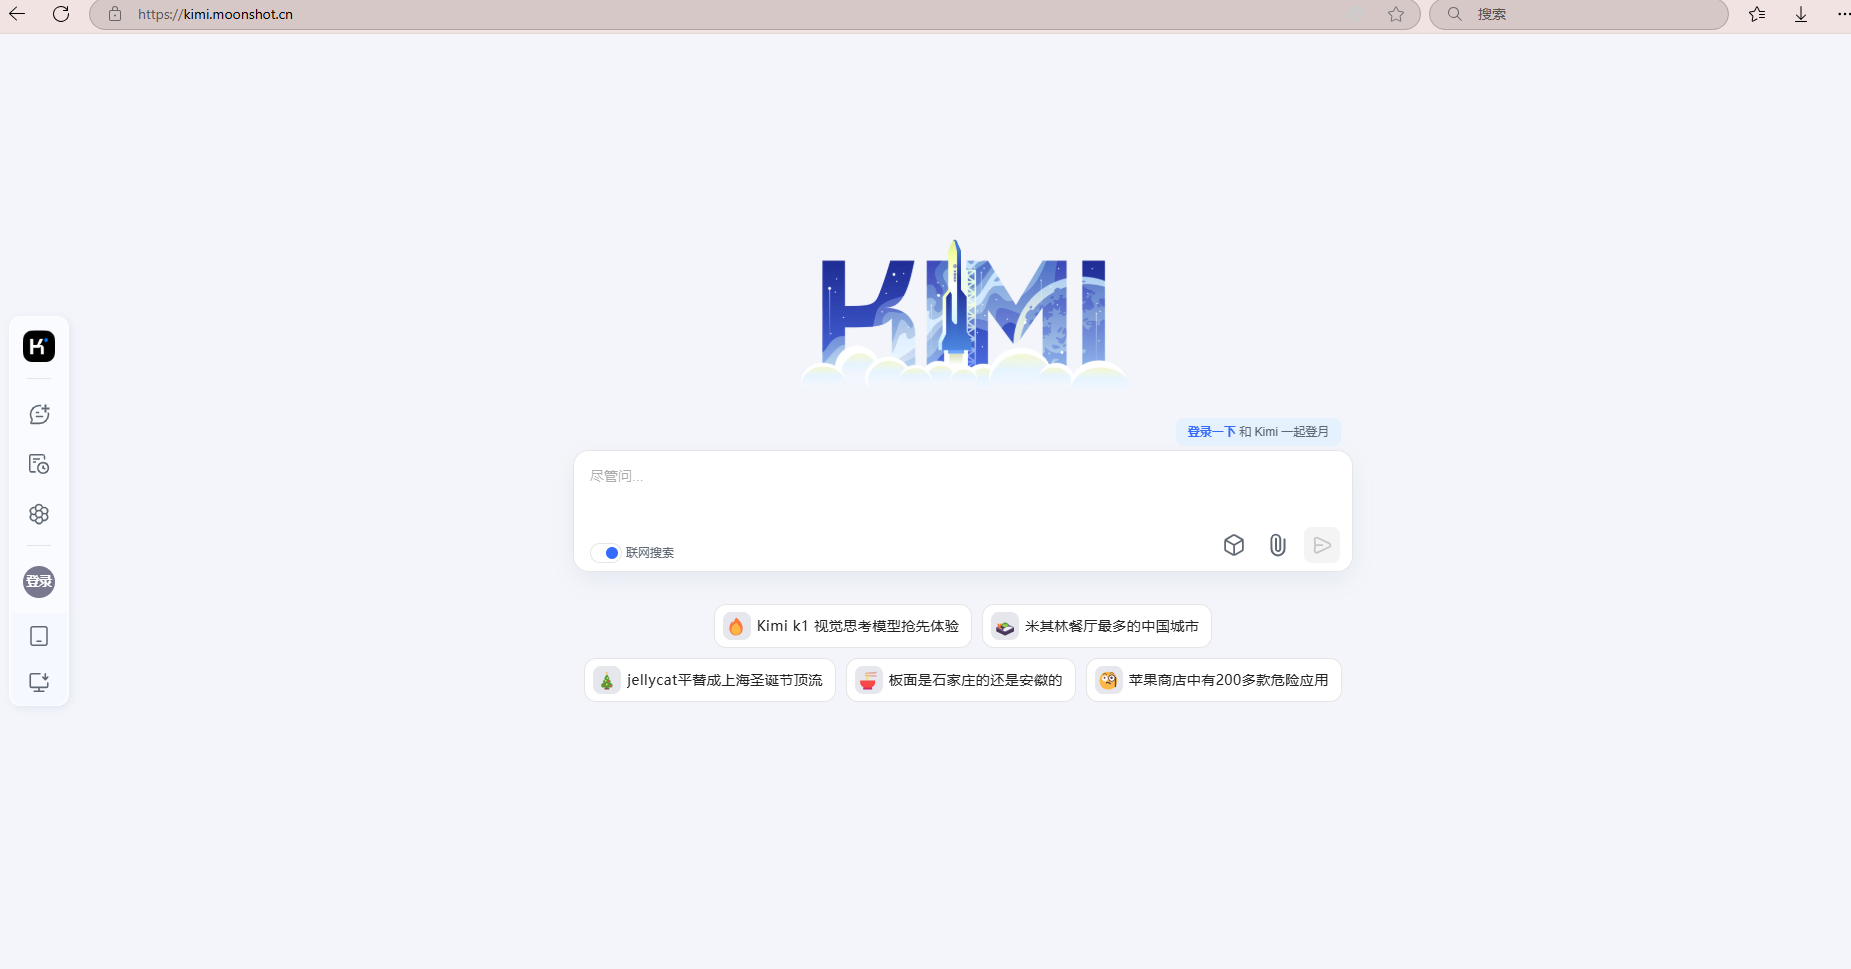 https://kimi.moonshot.cn
搜索
KIMI
登录一下 和 Kimi 一起登月
尽管问...
联网搜索
登录
Kimi k1 视觉思考模型抢先体验
米其林餐厅最多的中国城市
jellycat平替成上海圣诞节顶流
板面是石家庄的还是安徽的
苹果商店中有200多款危险应用